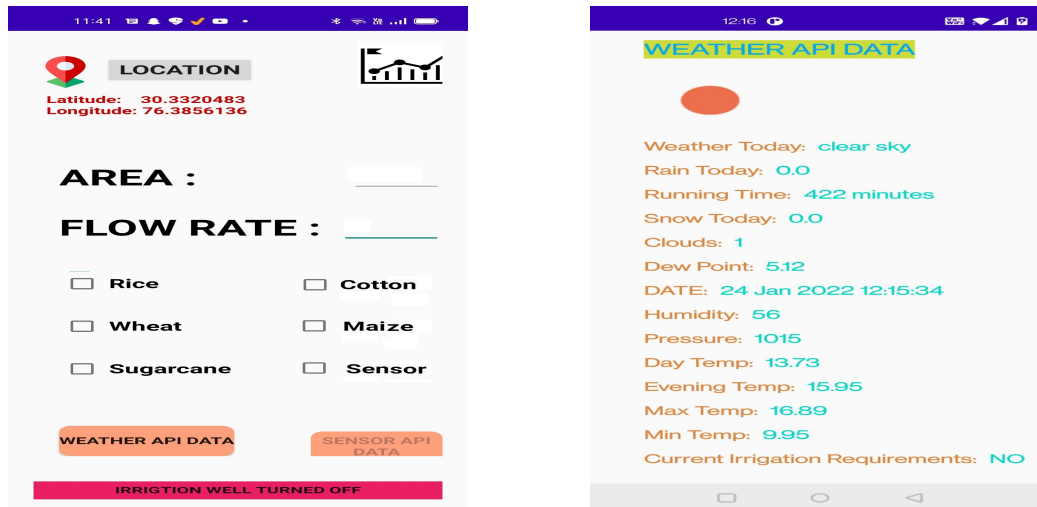 11:41
LOCATION
Latitude: 30.3320483
Longitude: 76.3856136
AREA :
FLOW RATE :
Rice
Cotton
Wheat
Maize
Sugarcane
Sensor
WEATHER API DATA
SENSOR API
DATA
IRRIGTION WELL TURNED OFF
12:16
WEATHER API DATA
Weather Today: clear sky
Rain Today: 0.0
Running Time: 422 minutes
Snow Today: 0.0
Clouds: 1
Dew Point: 5.12
DATE: 24 Jan 2022 12:15:34
Humidity: 56
Pressure: 1015
Day Temp: 13.73
Evening Temp: 15.95
Max Temp: 16.89
Min Temp: 9.95
Current Irrigation Requirements: NO